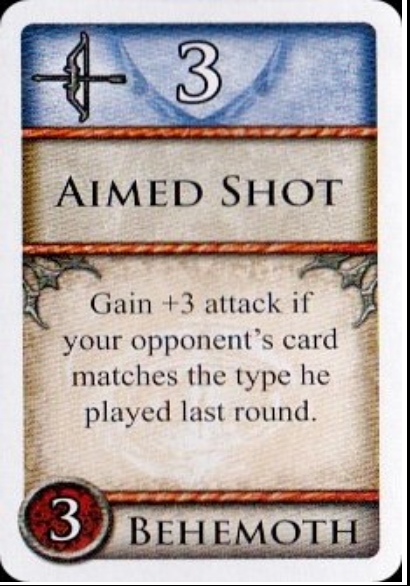 3
AIMED SHOT
Gain +3 attack if
your opponent's card
matches the type he
played last round.
3 BEHEMOTH